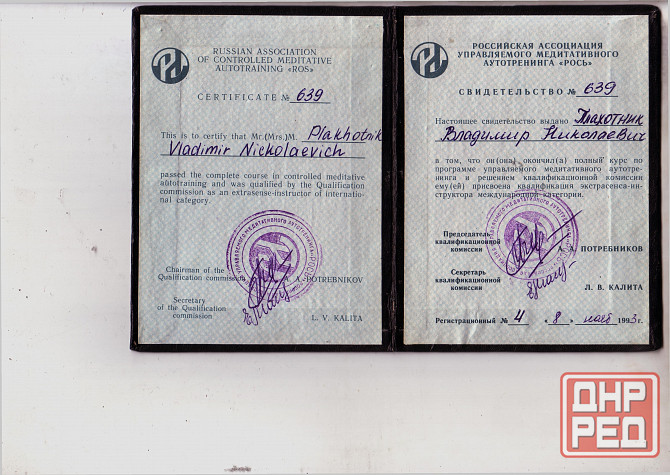 RUSSIAN ASSOCIATION
OF CONTROLLED MEDITATIVE
AUTOTRAINING «ROS»
CERTIFICATE № 639
This is to certify that Mr.(Mrs.)M. Plakhotnik
Vladimir Nickolaevich
passed the complete course in controlled meditative
autotraining and was qualified by the Qualification
commission as an extrasense-instructor of internatio-
nal category.
Chairman of the
Qualification commission A. POTREBNIKOV
Secretary
of the Qualification
commission L. V. KALITA
РОССИЙСКАЯ АССОЦИАЦИЯ
УПРАВЛЯЕМОГО МЕДИТАТИВНОГО
АУТОТРЕНИНГА «РОСЬ»
СВИДЕТЕЛЬСТВО № 639
Настоящее свидетельство выдано Плахотник
Владимир Николаевич
в том, что он(она) окончил(а) полный курс по
программе управляемого медитативного аутотре-
нинга и решением квалификационной комиссии
ему(ей) присвоена квалификация экстрасенса-ин-
структора международной категории.
Председатель
квалификационной
комиссии А. А. ПОТРЕБНИКОВ
Секретарь
квалификационной
комиссии Л. В. КАЛИТА
Регистрационный № 4 «8» нояб 1993 г.
ДНР
РЕД